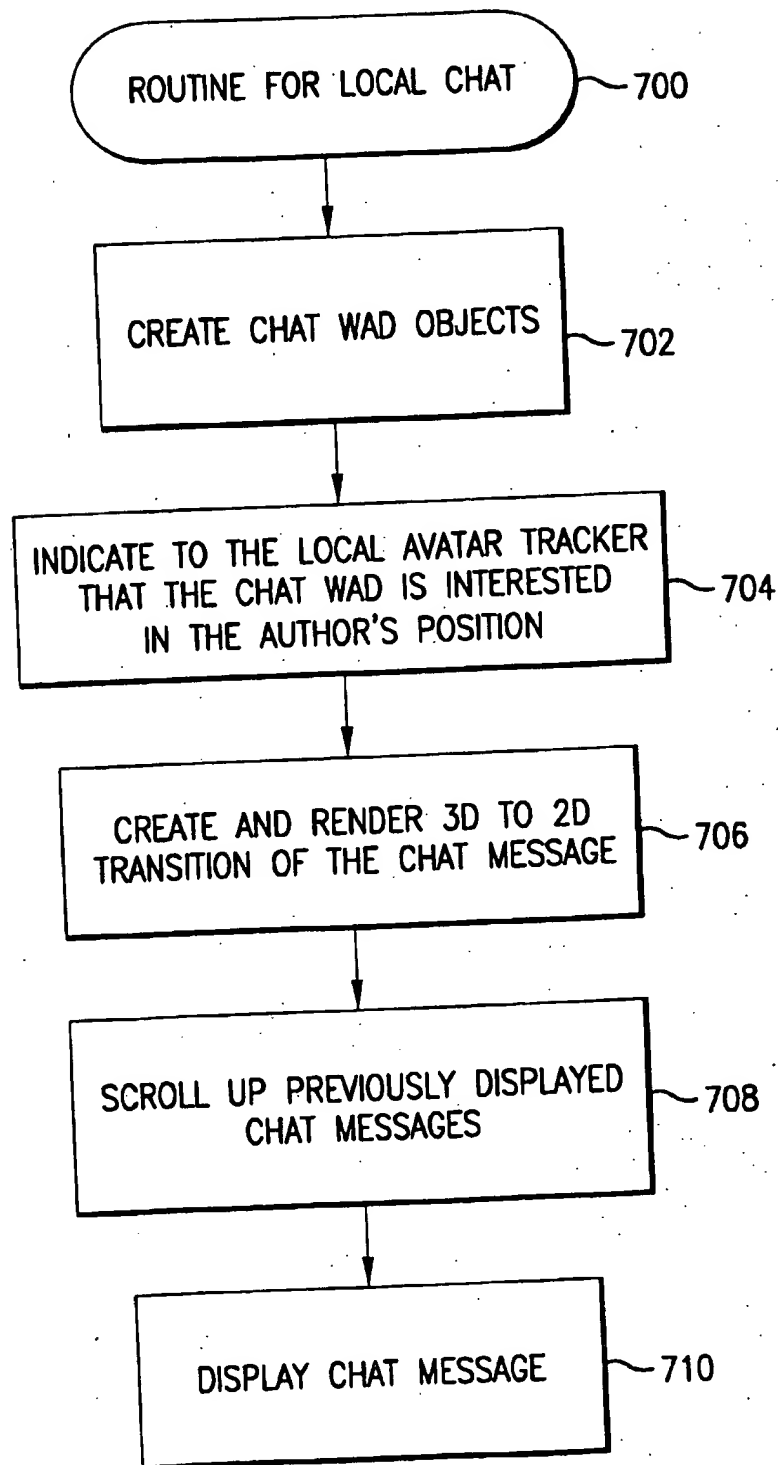 ROUTINE FOR LOCAL CHAT
700
CREATE CHAT WAD OBJECTS
702
INDICATE TO THE LOCAL AVATAR TRACKER
THAT THE CHAT WAD IS INTERESTED
IN THE AUTHOR'S POSITION
704
CREATE AND RENDER 3D TO 2D
TRANSITION OF THE CHAT MESSAGE
706
SCROLL UP PREVIOUSLY DISPLAYED
CHAT MESSAGES
708
DISPLAY CHAT MESSAGE
710